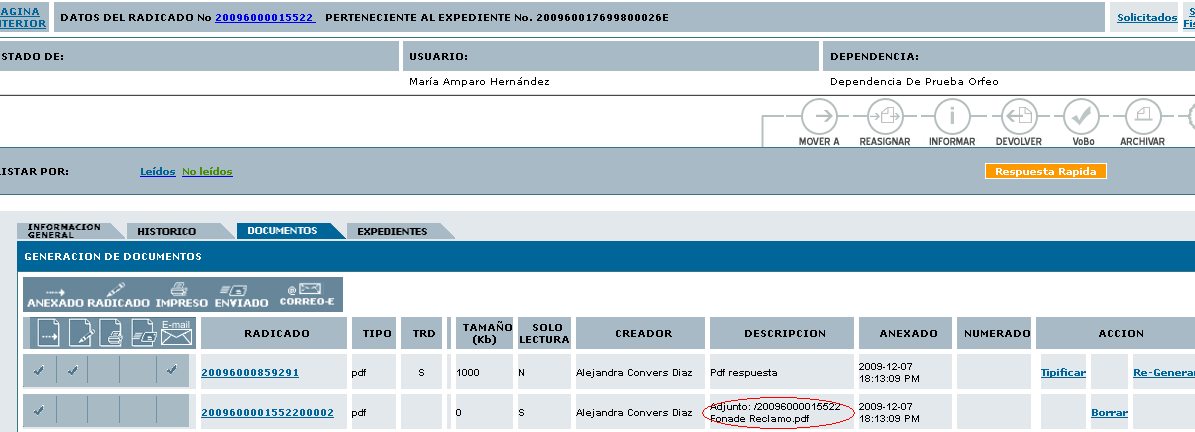 AGINA
NTERIOR
DATOS DEL RADICADO No 20096000015522 PERTENECIENTE AL EXPEDIENTE No. 2009600017699800026E
Solicitados
S
Fis
STADO DE:
USUARIO:
DEPENDENCIA:
María Amparo Hernández
Dependencia De Prueba Orfeo
MOVER A
REASIGNAR
INFORMAR
DEVOLVER
VoBo
ARCHIVAR
ISTAR POR:
Leídos No leídos
Respuesta Rapida
INFORMACION
GENERAL
HISTORICO
DOCUMENTOS
EXPEDIENTES
GENERACION DE DOCUMENTOS
ANEXADO RADICADO IMPRESO ENVIADO CORREO-E
E-mail
RADICADO
TIPO
TRD
TAMAÑO
(Kb)
SOLO
LECTURA
CREADOR
DESCRIPCION
ANEXADO
NUMERADO
ACCION
20096000859291
pdf
S
1000
N
Alejandra Convers Diaz
Pdf respuesta
2009-12-07
18:13:09 PM
Tipificar
Re-Genera
2009600001552200002
pdf
0
S
Alejandra Convers Diaz
Adjunto: /20096000015522
Fonade Reclamo.pdf
2009-12-07
18:13:09 PM
Borrar